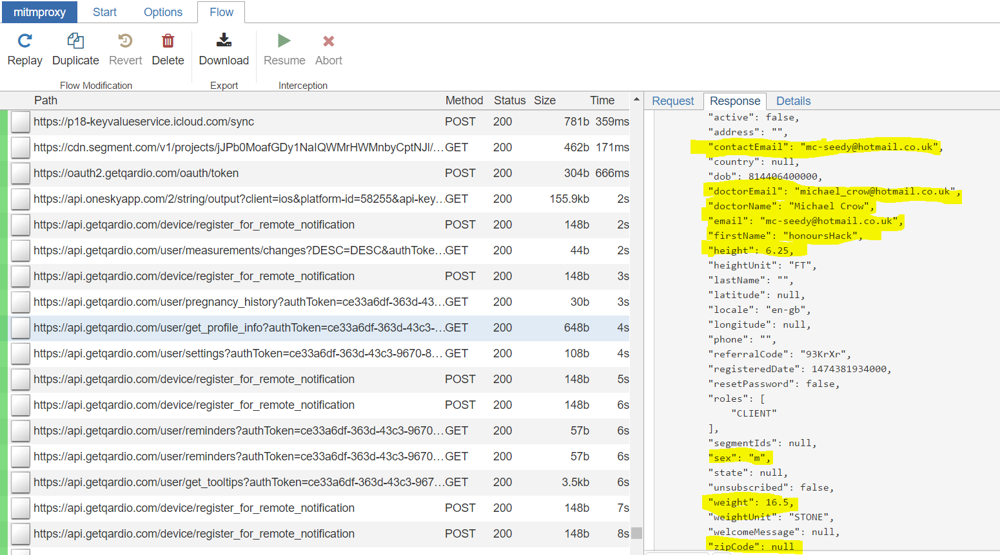 mitmproxy Start Options Flow
Replay Duplicate Revert Delete Download Resume Abort
Flow Modification Export Interception
Path Method Status Size Time
https://p18-keyvalueservice.icloud.com/sync POST 200 781b 359ms
https://cdn.segment.com/v1/projects/jJPb0MoafGDy1NaIQWMrHWMnbyCptNJI/… GET 200 462b 171ms
https://oauth2.getqardio.com/oauth/token POST 200 304b 666ms
https://api.oneskyapp.com/2/string/output?client=ios&platform-id=58255&api-key… GET 200 155.9kb 2s
https://api.getqardio.com/device/register_for_remote_notification POST 200 148b 2s
https://api.getqardio.com/user/measurements/changes?DESC=DESC&authToke… GET 200 44b 2s
https://api.getqardio.com/device/register_for_remote_notification POST 200 148b 3s
https://api.getqardio.com/user/pregnancy_history?authToken=ce33a6df-363d-43… GET 200 30b 3s
https://api.getqardio.com/user/get_profile_info?authToken=ce33a6df-363d-43c3-… GET 200 648b 4s
https://api.getqardio.com/user/settings?authToken=ce33a6df-363d-43c3-9670-8… GET 200 108b 4s
https://api.getqardio.com/device/register_for_remote_notification POST 200 148b 5s
https://api.getqardio.com/device/register_for_remote_notification POST 200 148b 6s
https://api.getqardio.com/user/reminders?authToken=ce33a6df-363d-43c3-9670… GET 200 57b 6s
https://api.getqardio.com/user/reminders?authToken=ce33a6df-363d-43c3-9670… GET 200 57b 6s
https://api.getqardio.com/user/get_tooltips?authToken=ce33a6df-363d-43c3-967… GET 200 3.5kb 6s
https://api.getqardio.com/device/register_for_remote_notification POST 200 148b 7s
https://api.getqardio.com/device/register_for_remote_notification POST 200 148b 8s
Request Response Details
"active": false,
"address": "",
"contactEmail": "mc-seedy@hotmail.co.uk",
"country": null,
"dob": 814406400000,
"doctorEmail": "michael_crow@hotmail.co.uk",
"doctorName": "Michael Crow",
"email": "mc-seedy@hotmail.co.uk",
"firstName": "honoursHack",
"height": 6.25,
"heightUnit": "FT",
"lastName": "",
"latitude": null,
"locale": "en-gb",
"longitude": null,
"phone": "",
"referralCode": "93KrXr",
"registeredDate": 1474381934000,
"resetPassword": false,
"roles": [
"CLIENT"
],
"segmentIds": null,
"sex": "m",
"state": null,
"unsubscribed": false,
"weight": 16.5,
"weightUnit": "STONE",
"welcomeMessage": null,
"zipCode": null